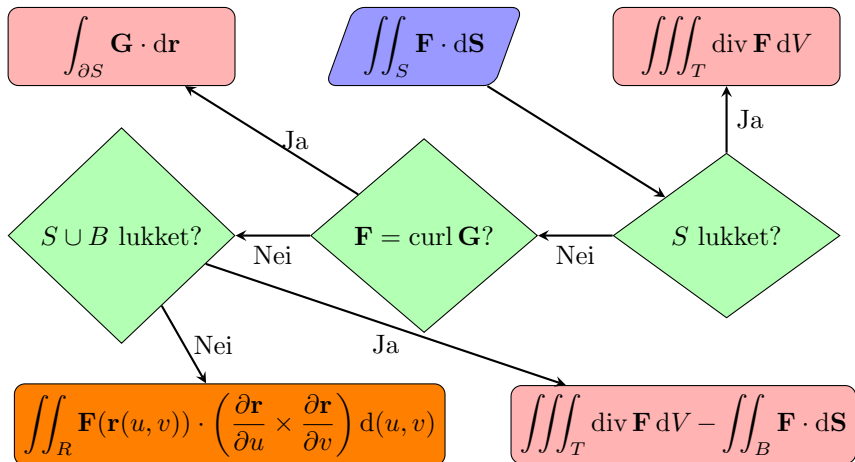 ∫_{∂S} G · dr
∬_S F · dS
∭_T div F dV
Ja
Ja
S ∪ B lukket?
F = curl G?
S lukket?
Nei
Nei
Nei
Ja
∬_R F(r(u, v)) · (∂r/∂u × ∂r/∂v) d(u, v)
∭_T div F dV − ∬_B F · dS